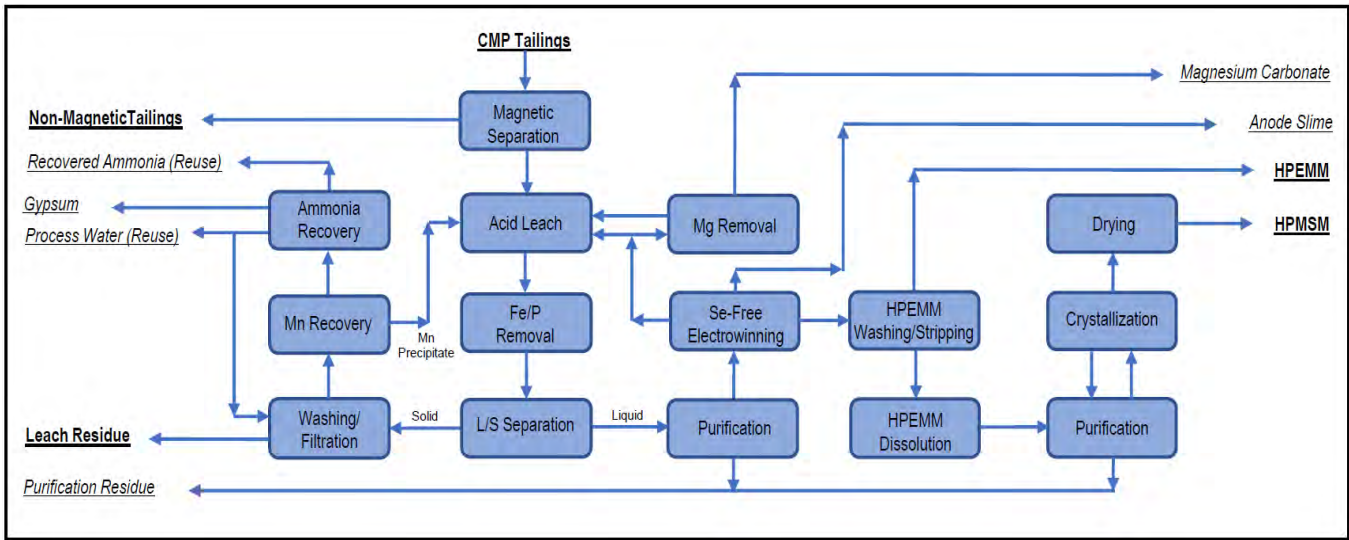 CMP Tailings
Magnesium Carbonate
Magnetic
Separation
Non-MagneticTailings
Anode Slime
Recovered Ammonia (Reuse)
HPEMM
Gypsum
Ammonia
Recovery
Acid Leach
Mg Removal
Drying
HPMSM
Process Water (Reuse)
Mn Recovery
Mn
Precipitate
Fe/P
Removal
Se-Free
Electrowinning
HPEMM
Washing/Stripping
Crystallization
Leach Residue
Washing/
Filtration
Solid
L/S Separation
Liquid
Purification
HPEMM
Dissolution
Purification
Purification Residue